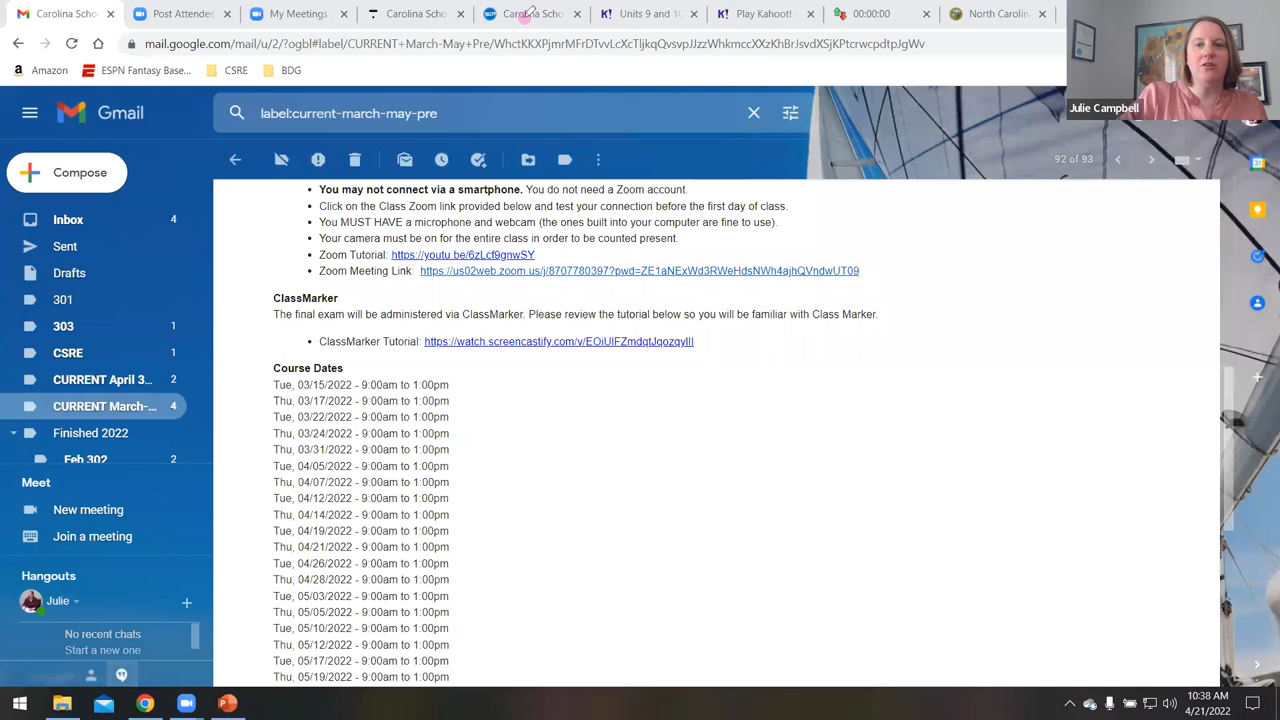 Carolina Scho
Post Attendee
My Meetings
Carolina Scho
Carolina Scho
Units 9 and 10
Play Kahoot! -
00:00:00
North Carolin
mail.google.com/mail/u/2/?ogbl#label/CURRENT+March-May+Pre/WhctKKXPjmrMFrDTvvLcXcTljkqQvsvpJJzzWhkmccXXzKhBrJsvdXSjKPtcrwcpdtpJgWv
Amazon
ESPN Fantasy Base...
CSRE
BDG
Julie Campbell
Gmail
label:current-march-may-pre
92 of 93
Compose
Inbox 4
Sent
Drafts
301
303 1
CSRE 1
CURRENT April 3... 2
CURRENT March-... 4
Finished 2022
Feb 302 2
Meet
New meeting
Join a meeting
Hangouts
Julie
No recent chats
Start a new one
• You may not connect via a smartphone. You do not need a Zoom account.
• Click on the Class Zoom link provided below and test your connection before the first day of class.
• You MUST HAVE a microphone and webcam (the ones built into your computer are fine to use).
• Your camera must be on for the entire class in order to be counted present.
• Zoom Tutorial: https://youtu.be/6zLcf9gnwSY
• Zoom Meeting Link: https://us02web.zoom.us/j/8707780397?pwd=ZE1aNExWd3RWeHdsNWh4ajhQVndwUT09
ClassMarker
The final exam will be administered via ClassMarker. Please review the tutorial below so you will be familiar with Class Marker.
• ClassMarker Tutorial: https://watch.screencastify.com/v/EOiUlFZmdqtJqozqyIll
Course Dates
Tue, 03/15/2022 - 9:00am to 1:00pm
Thu, 03/17/2022 - 9:00am to 1:00pm
Tue, 03/22/2022 - 9:00am to 1:00pm
Thu, 03/24/2022 - 9:00am to 1:00pm
Thu, 03/31/2022 - 9:00am to 1:00pm
Tue, 04/05/2022 - 9:00am to 1:00pm
Thu, 04/07/2022 - 9:00am to 1:00pm
Tue, 04/12/2022 - 9:00am to 1:00pm
Thu, 04/14/2022 - 9:00am to 1:00pm
Tue, 04/19/2022 - 9:00am to 1:00pm
Thu, 04/21/2022 - 9:00am to 1:00pm
Tue, 04/26/2022 - 9:00am to 1:00pm
Thu, 04/28/2022 - 9:00am to 1:00pm
Tue, 05/03/2022 - 9:00am to 1:00pm
Thu, 05/05/2022 - 9:00am to 1:00pm
Tue, 05/10/2022 - 9:00am to 1:00pm
Thu, 05/12/2022 - 9:00am to 1:00pm
Tue, 05/17/2022 - 9:00am to 1:00pm
Thu, 05/19/2022 - 9:00am to 1:00pm
10:38 AM
4/21/2022